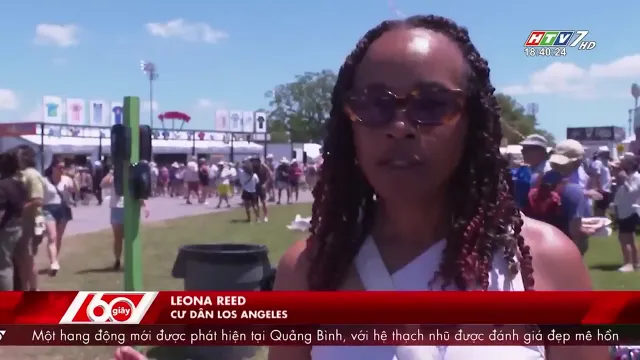 HTV7 HD
18:40:24
LEONA REED
60 giây
CƯ DÂN LOS ANGELES
Một hang động mới được phát hiện tại Quảng Bình, với hệ thạch nhũ được đánh giá đẹp mê hồn